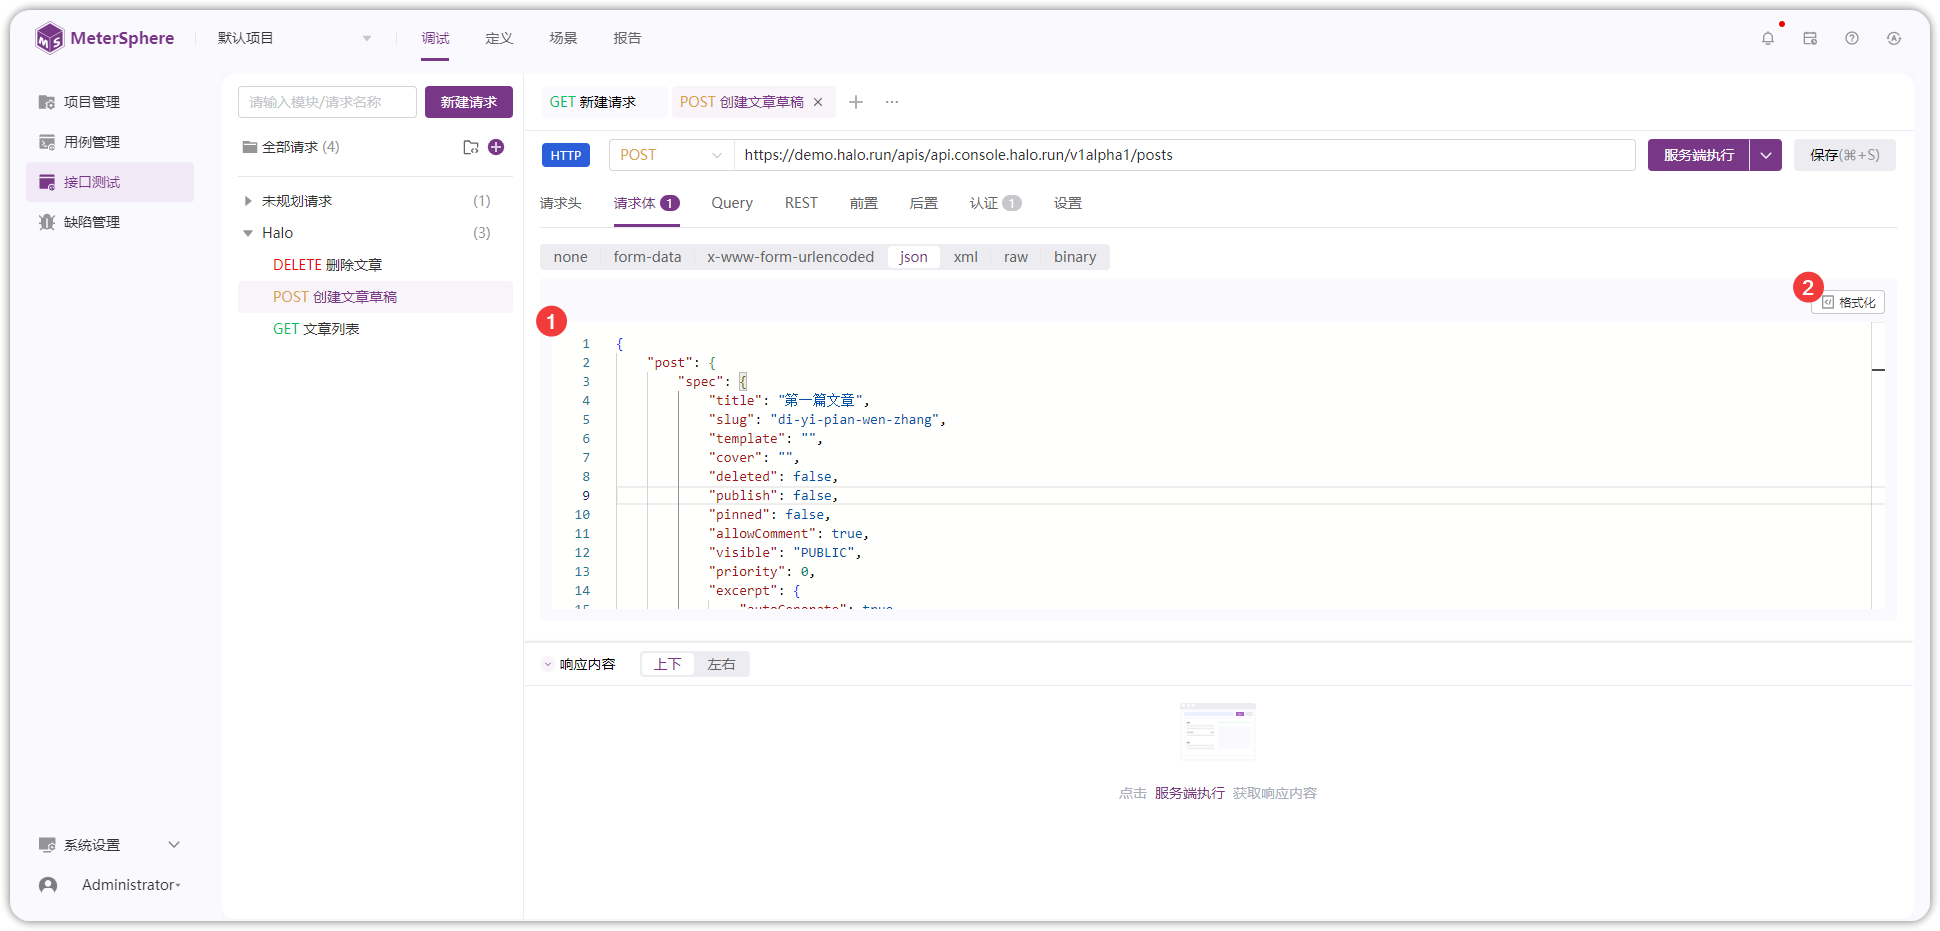 MeterSphere
默认项目
调试
定义
场景
报告
项目管理
用例管理
接口测试
缺陷管理
系统设置
Administrator
请输入模块/请求名称
新建请求
全部请求 (4)
未规划请求 (1)
Halo (3)
DELETE 删除文章
POST 创建文章草稿
GET 文章列表
GET 新建请求
POST 创建文章草稿
HTTP
POST
https://demo.halo.run/apis/api.console.halo.run/v1alpha1/posts
服务端执行
保存(⌘+S)
请求头
请求体 1
Query
REST
前置
后置
认证 1
设置
none
form-data
x-www-form-urlencoded
json
xml
raw
binary
2
格式化
1
1 {
2 "post": {
3 "spec": {
4 "title": "第一篇文章",
5 "slug": "di-yi-pian-wen-zhang",
6 "template": "",
7 "cover": "",
8 "deleted": false,
9 "publish": false,
10 "pinned": false,
11 "allowComment": true,
12 "visible": "PUBLIC",
13 "priority": 0,
14 "excerpt": {
15 "autoGenerate": true
响应内容
上下
左右
点击 服务端执行 获取响应内容